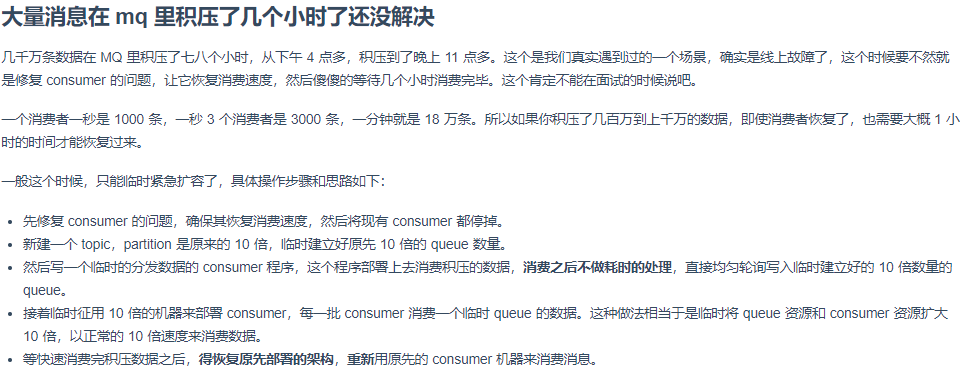 大量消息在 mq 里积压了几个小时了还没解决
几千万条数据在 MQ 里积压了七八个小时，从下午 4 点多，积压到了晚上 11 点多。这个是我们真实遇到过的一个场景，确实是线上故障了，这个时候要不然就
是修复 consumer 的问题，让它恢复消费速度，然后傻傻的等待几个小时消费完毕。这个肯定不能在面试的时候说吧。
一个消费者一秒是 1000 条，一秒 3 个消费者是 3000 条，一分钟就是 18 万条。所以如果你积压了几百万到上千万的数据，即使消费者恢复了，也需要大概 1 小
时的时间才能恢复过来。
一般这个时候，只能临时紧急扩容了，具体操作步骤和思路如下：
• 先修复 consumer 的问题，确保其恢复消费速度，然后将现有 consumer 都停掉。
• 新建一个 topic，partition 是原来的 10 倍，临时建立好原先 10 倍的 queue 数量。
• 然后写一个临时的分发数据的 consumer 程序，这个程序部署上去消费积压的数据，消费之后不做耗时的处理，直接均匀轮询写入临时建立好的 10 倍数量的
queue。
• 接着临时征用 10 倍的机器来部署 consumer，每一批 consumer 消费一个临时 queue 的数据。这种做法相当于是临时将 queue 资源和 consumer 资源扩大
10 倍，以正常的 10 倍速度来消费数据。
• 等快速消费完积压数据之后，得恢复原先部署的架构，重新用原先的 consumer 机器来消费消息。